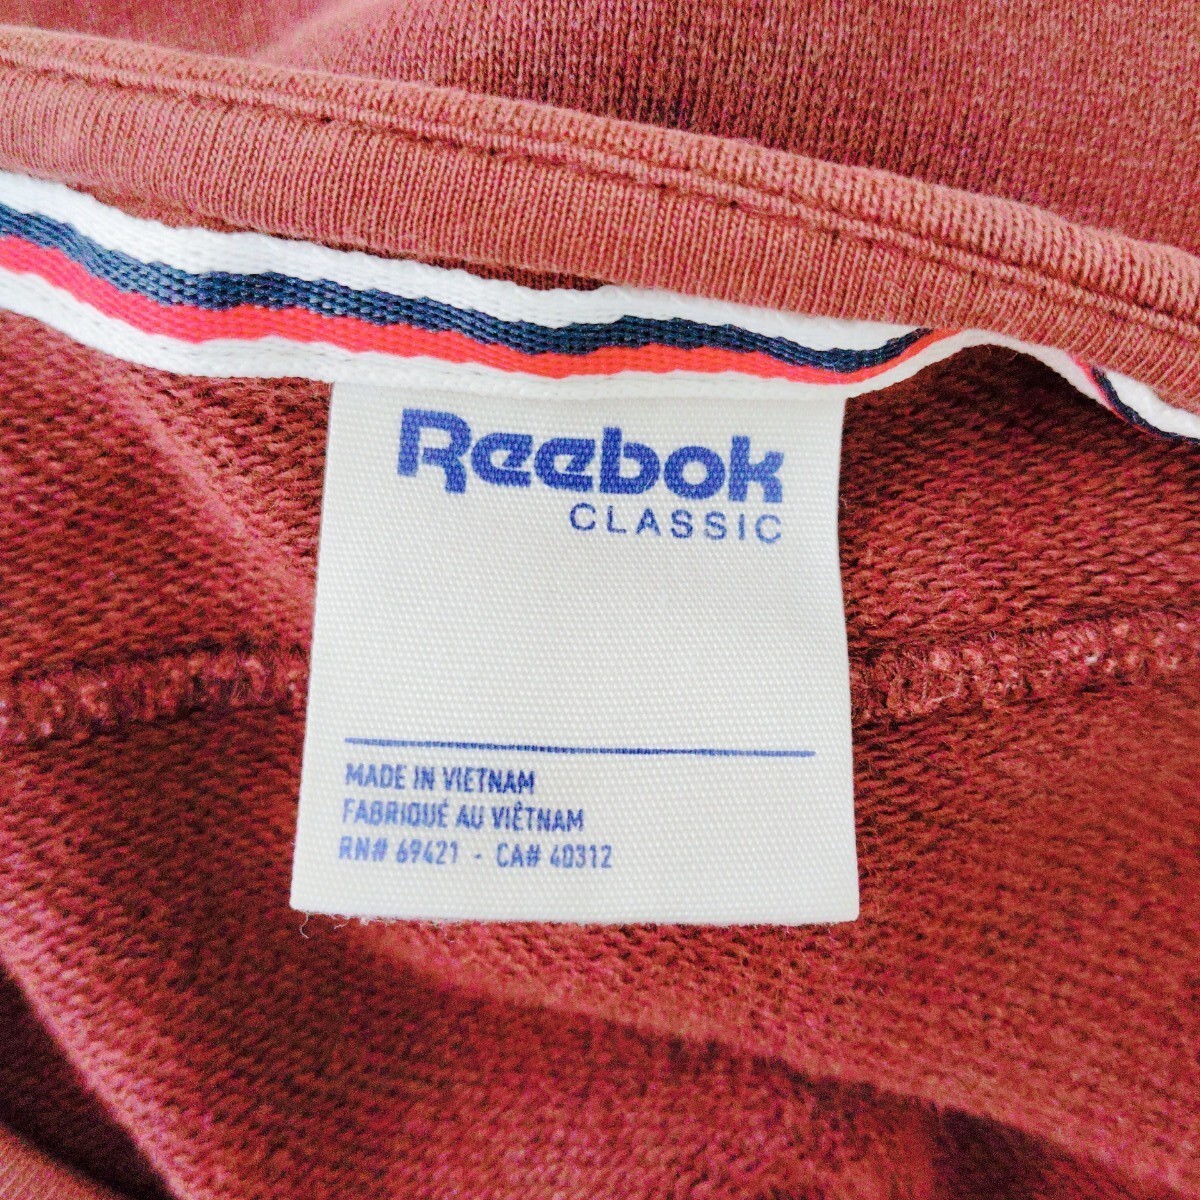 Reebok
CLASSIC
MADE IN VIETNAM
FABRIQUÉ AU VIÊTNAM
RN# 69421 - CA# 40312